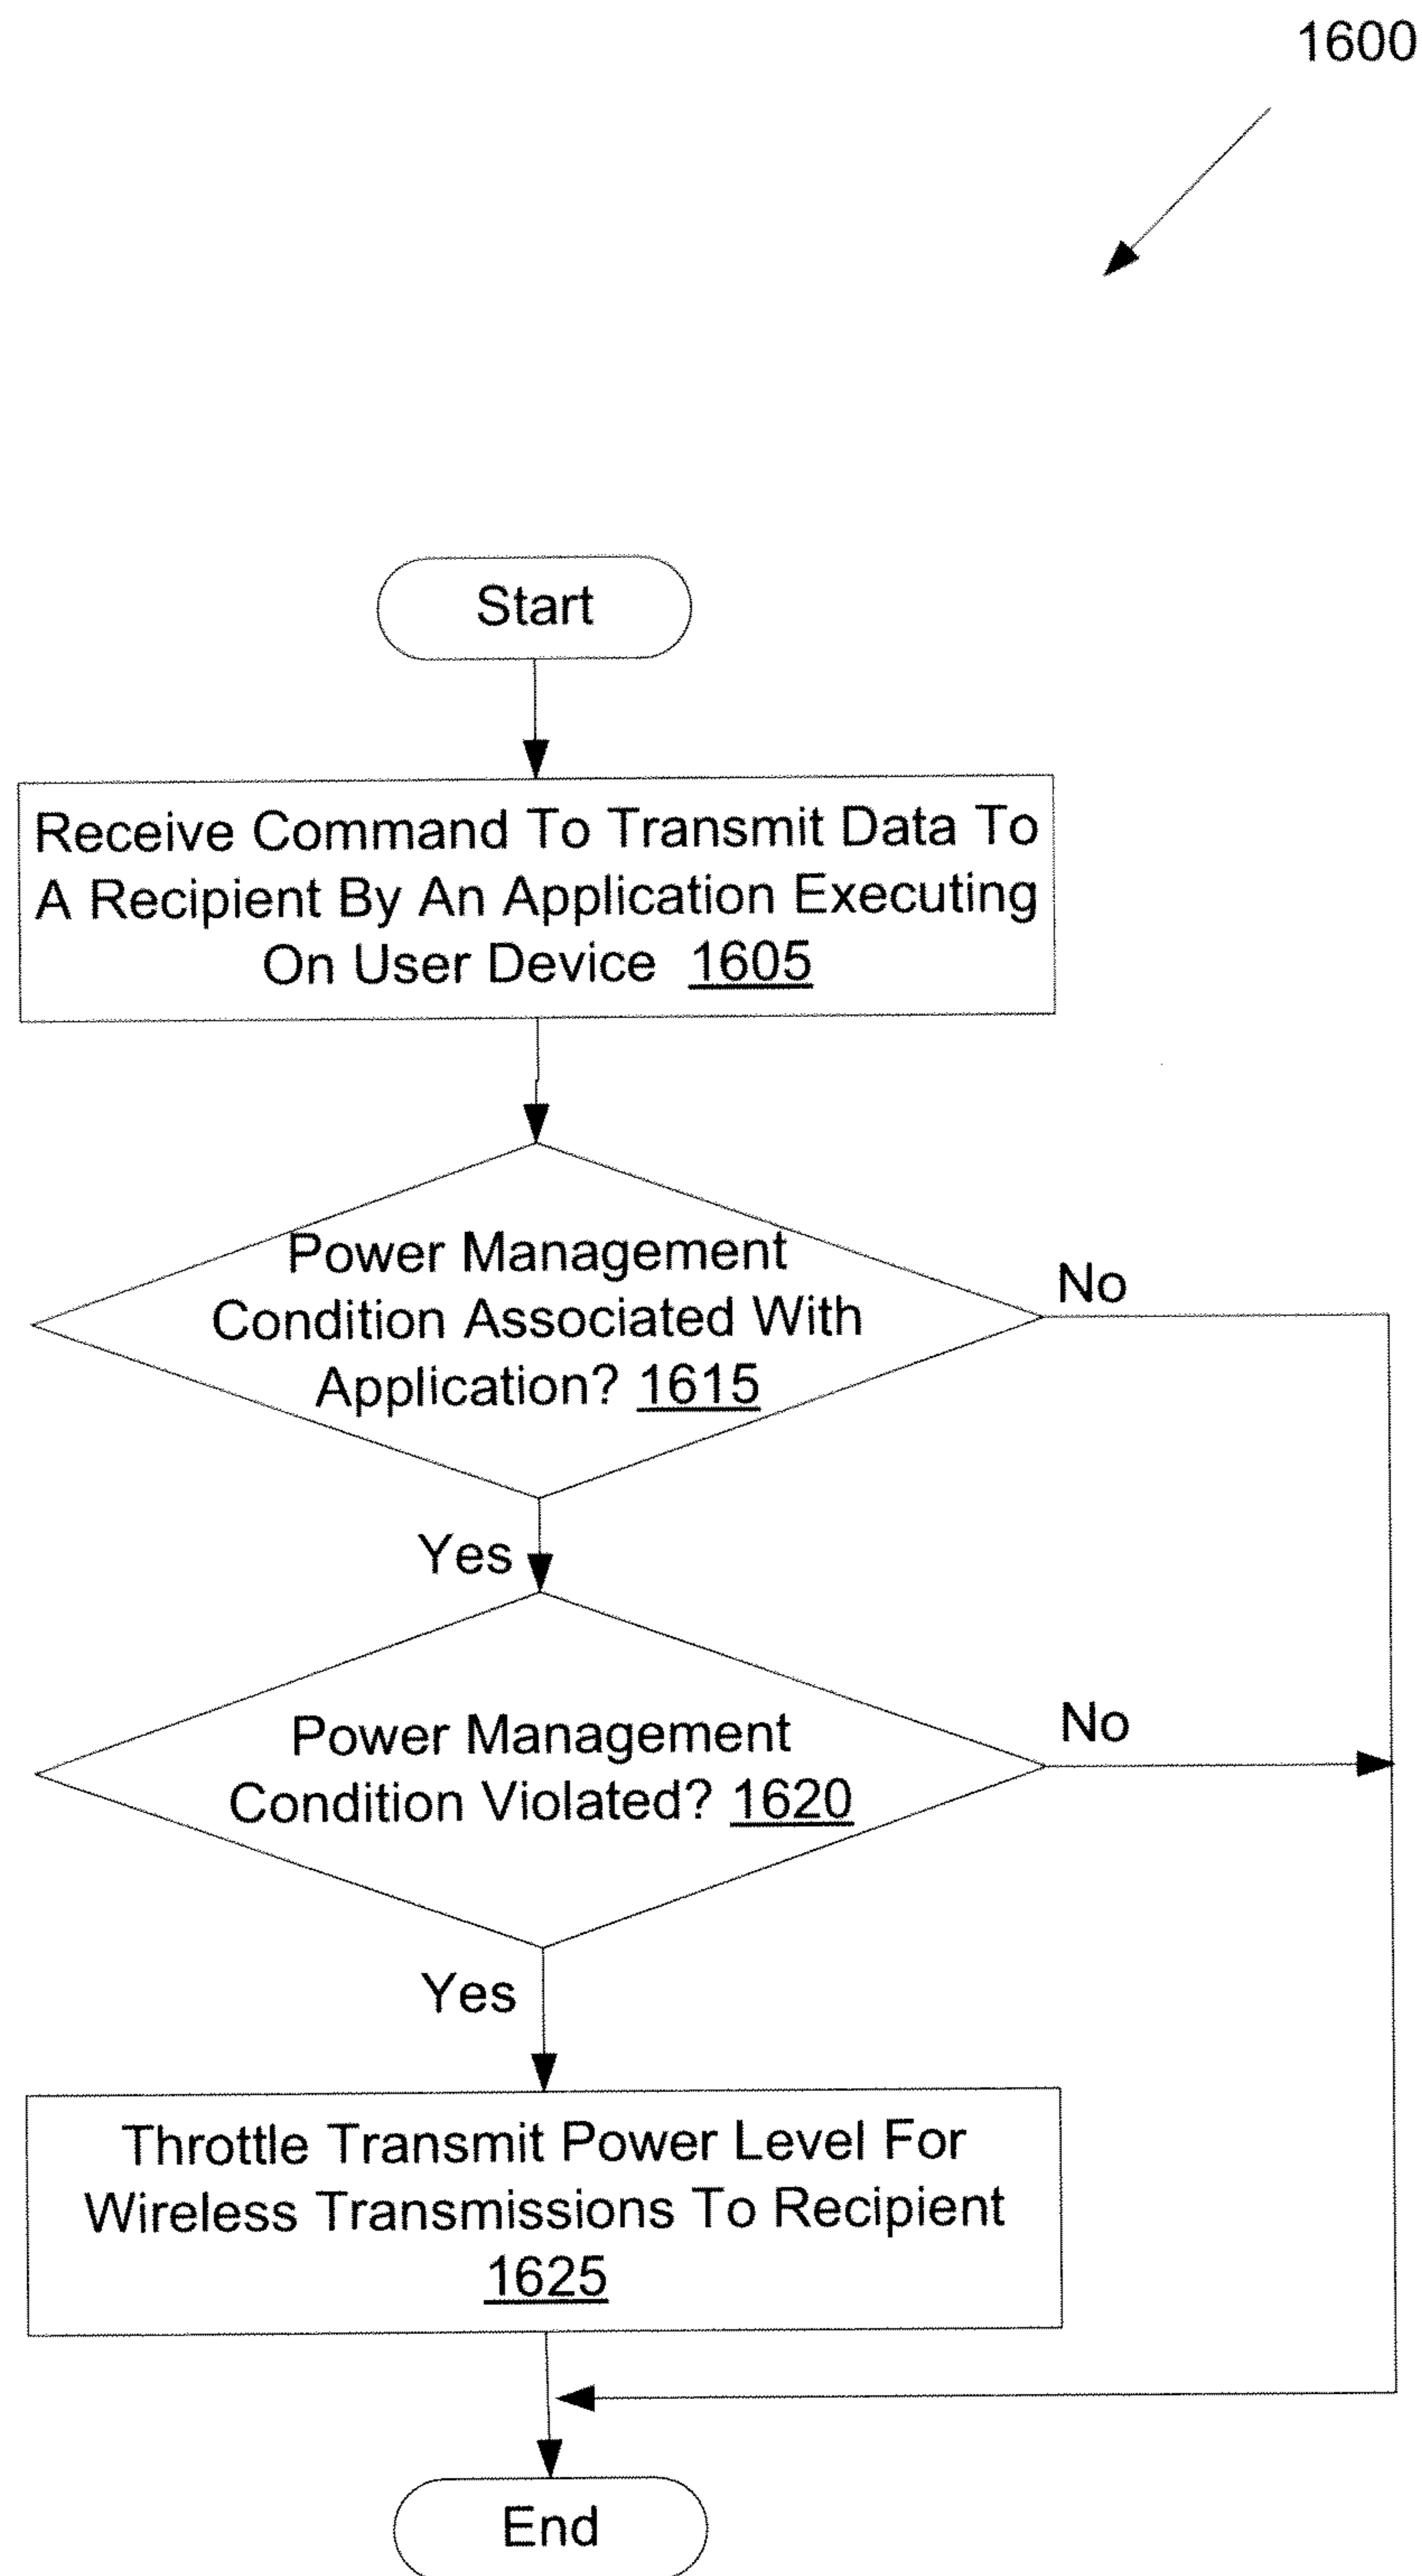 1600
Start
Receive Command To Transmit Data To
A Recipient By An Application Executing
On User Device 1605
Power Management
Condition Associated With
Application? 1615
No
Yes
Power Management
Condition Violated? 1620
No
Yes
Throttle Transmit Power Level For
Wireless Transmissions To Recipient
1625
End